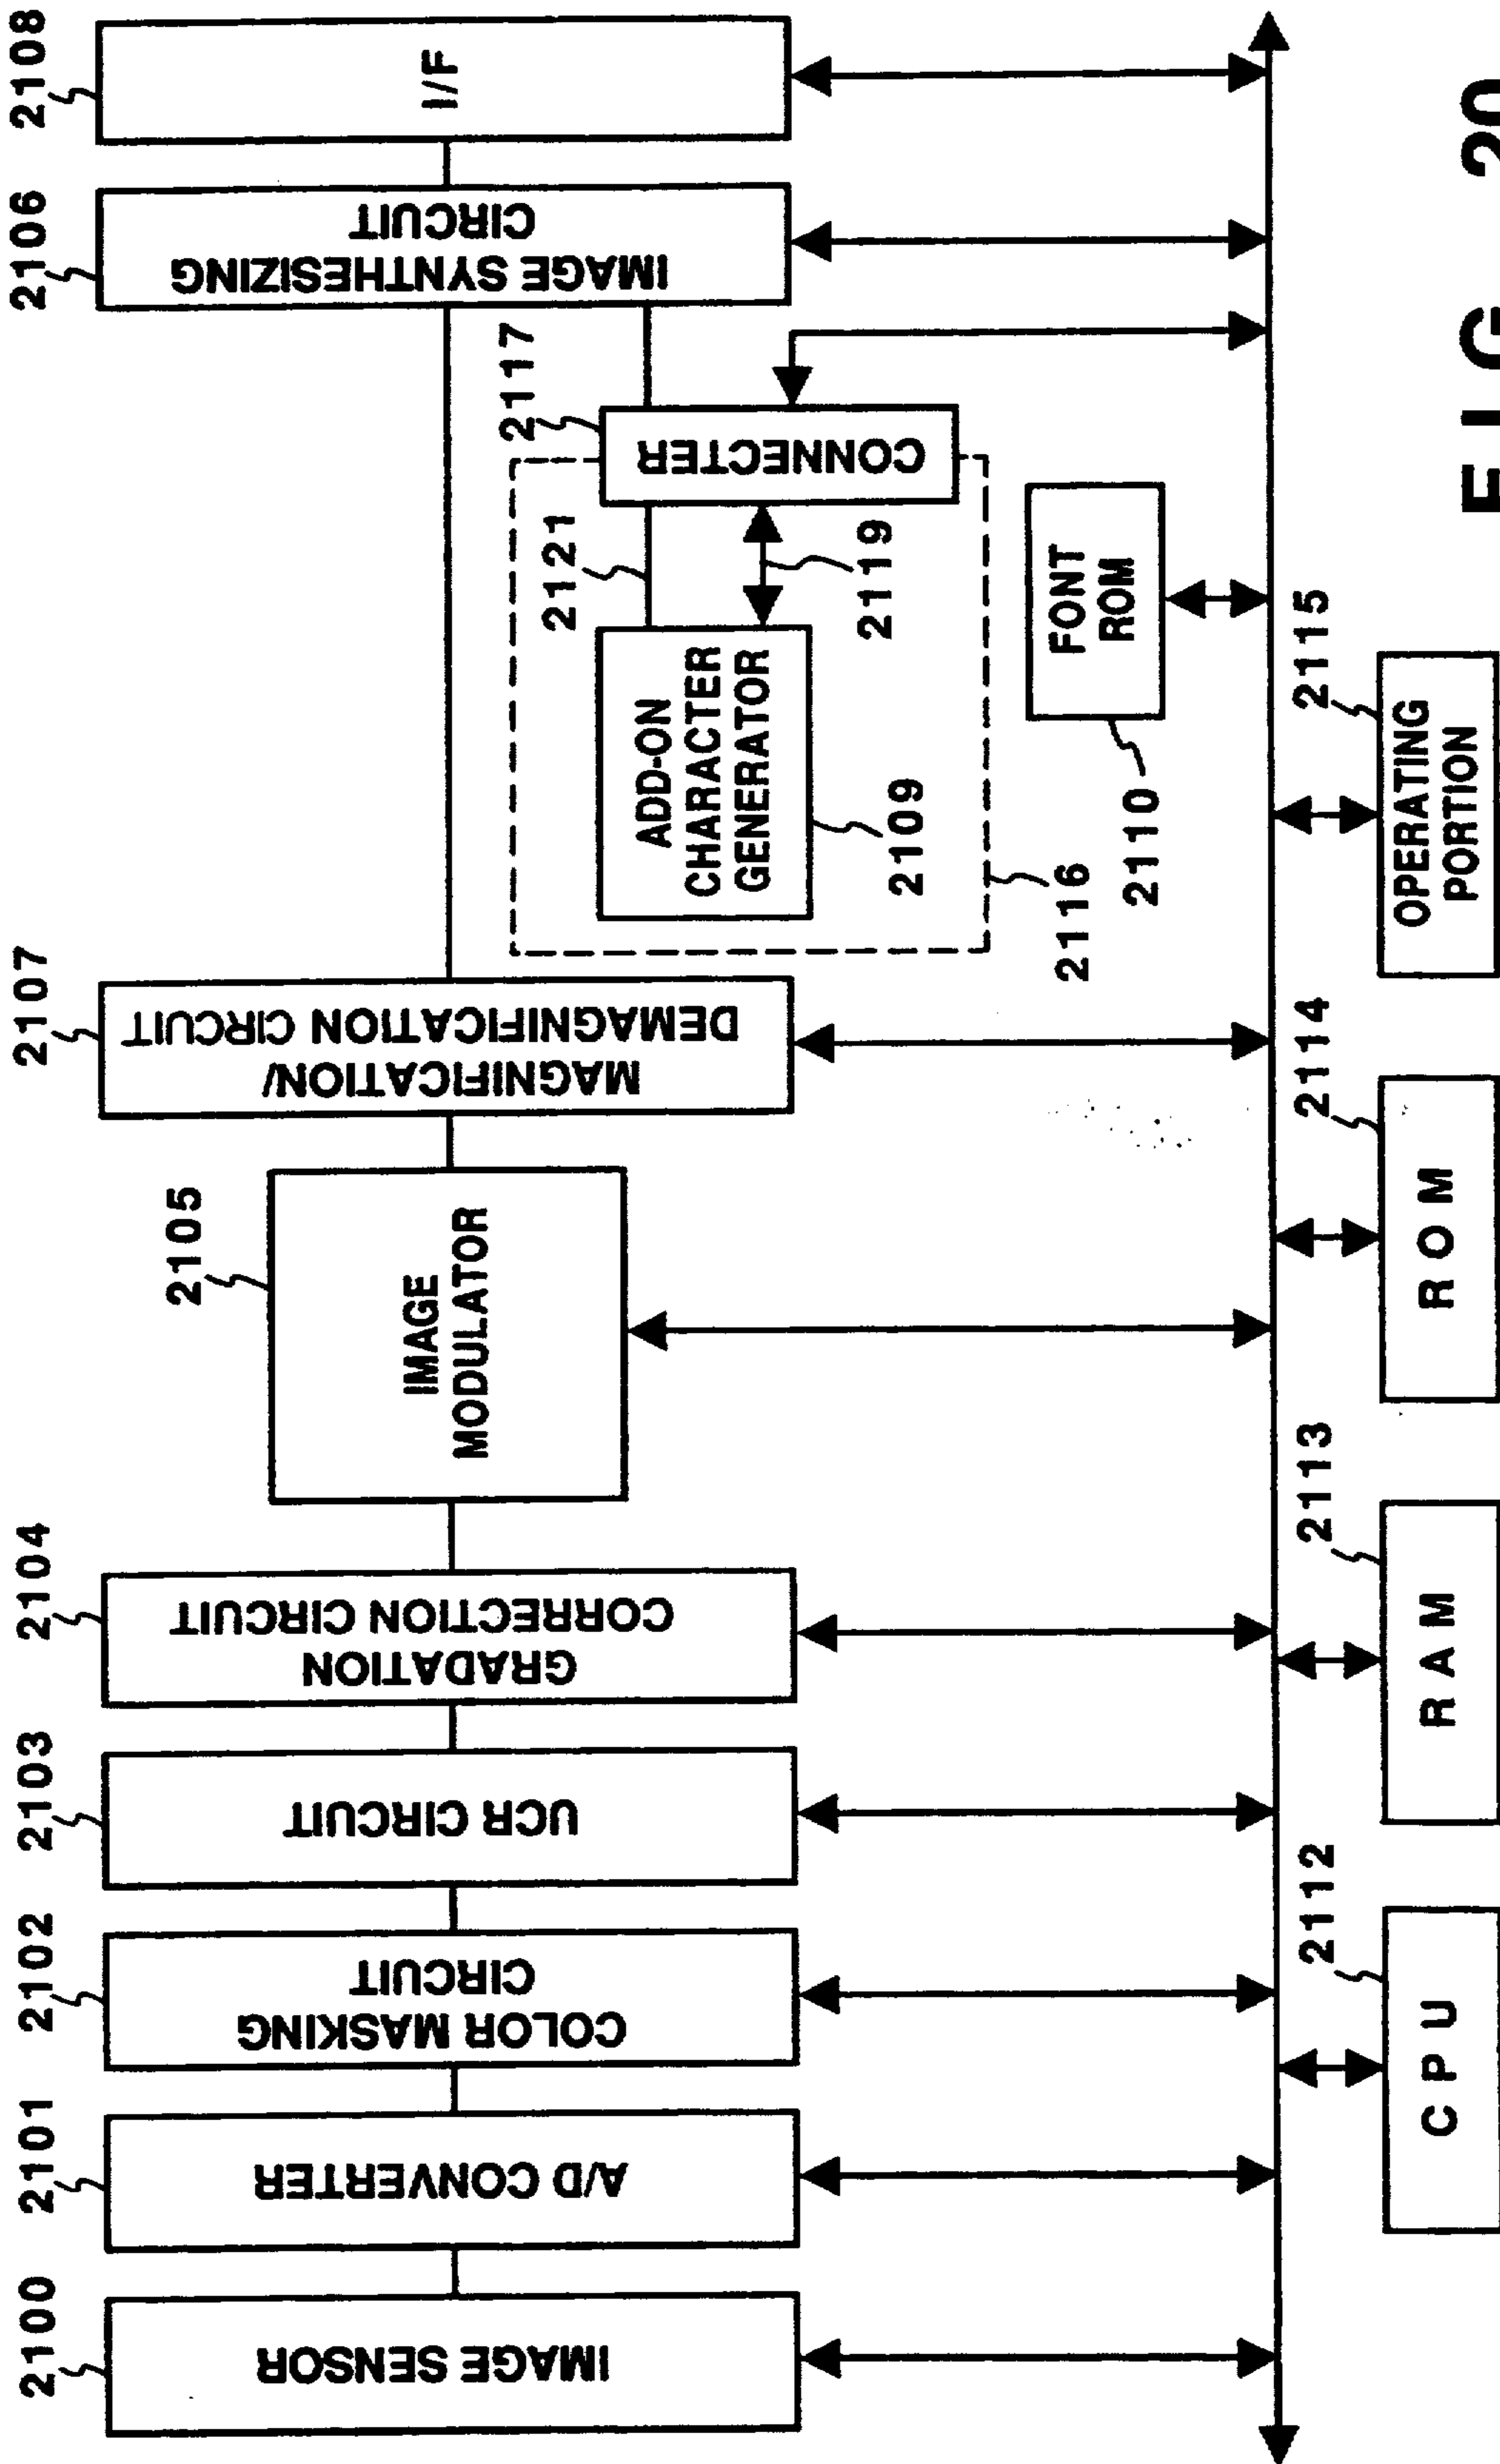 2100
IMAGE SENSOR
2101
A/D CONVERTER
2102
COLOR MASKING
CIRCUIT
2103
UCR CIRCUIT
2104
GRADATION
CORRECTION CIRCUIT
2105
IMAGE
MODULATOR
2107
MAGNIFICATION/
DEMAGNIFICATION CIRCUIT
2106
IMAGE SYNTHESIZING
CIRCUIT
2108
I/F
2117
CONNECTER
2121
2119
ADD-ON
CHARACTER
GENERATOR
2109
2116
FONT
ROM
2110
2112
CPU
2113
RAM
2114
ROM
2115
OPERATING
PORTION
FIG. 20